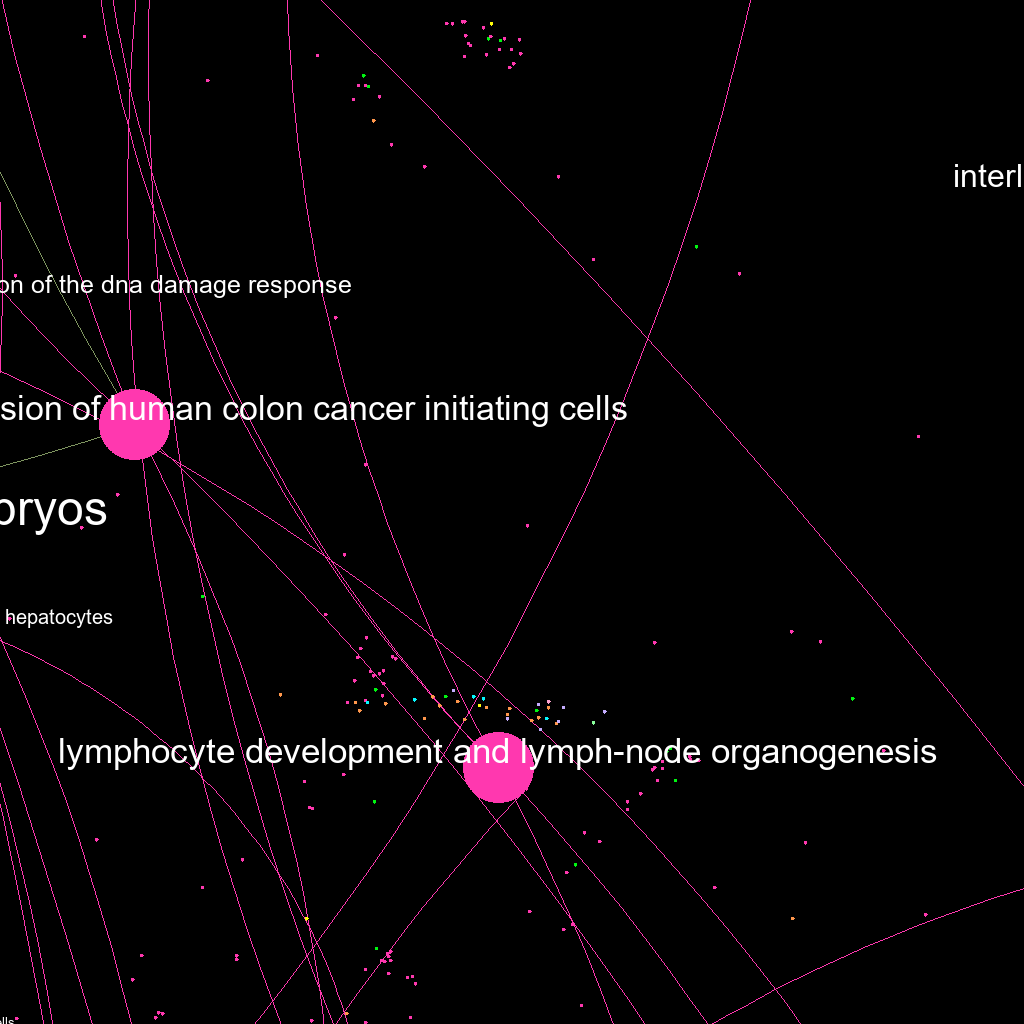 interl
on of the dna damage response
sion of human colon cancer initiating cells
bryos
hepatocytes
lymphocyte development and lymph-node organogenesis
ells